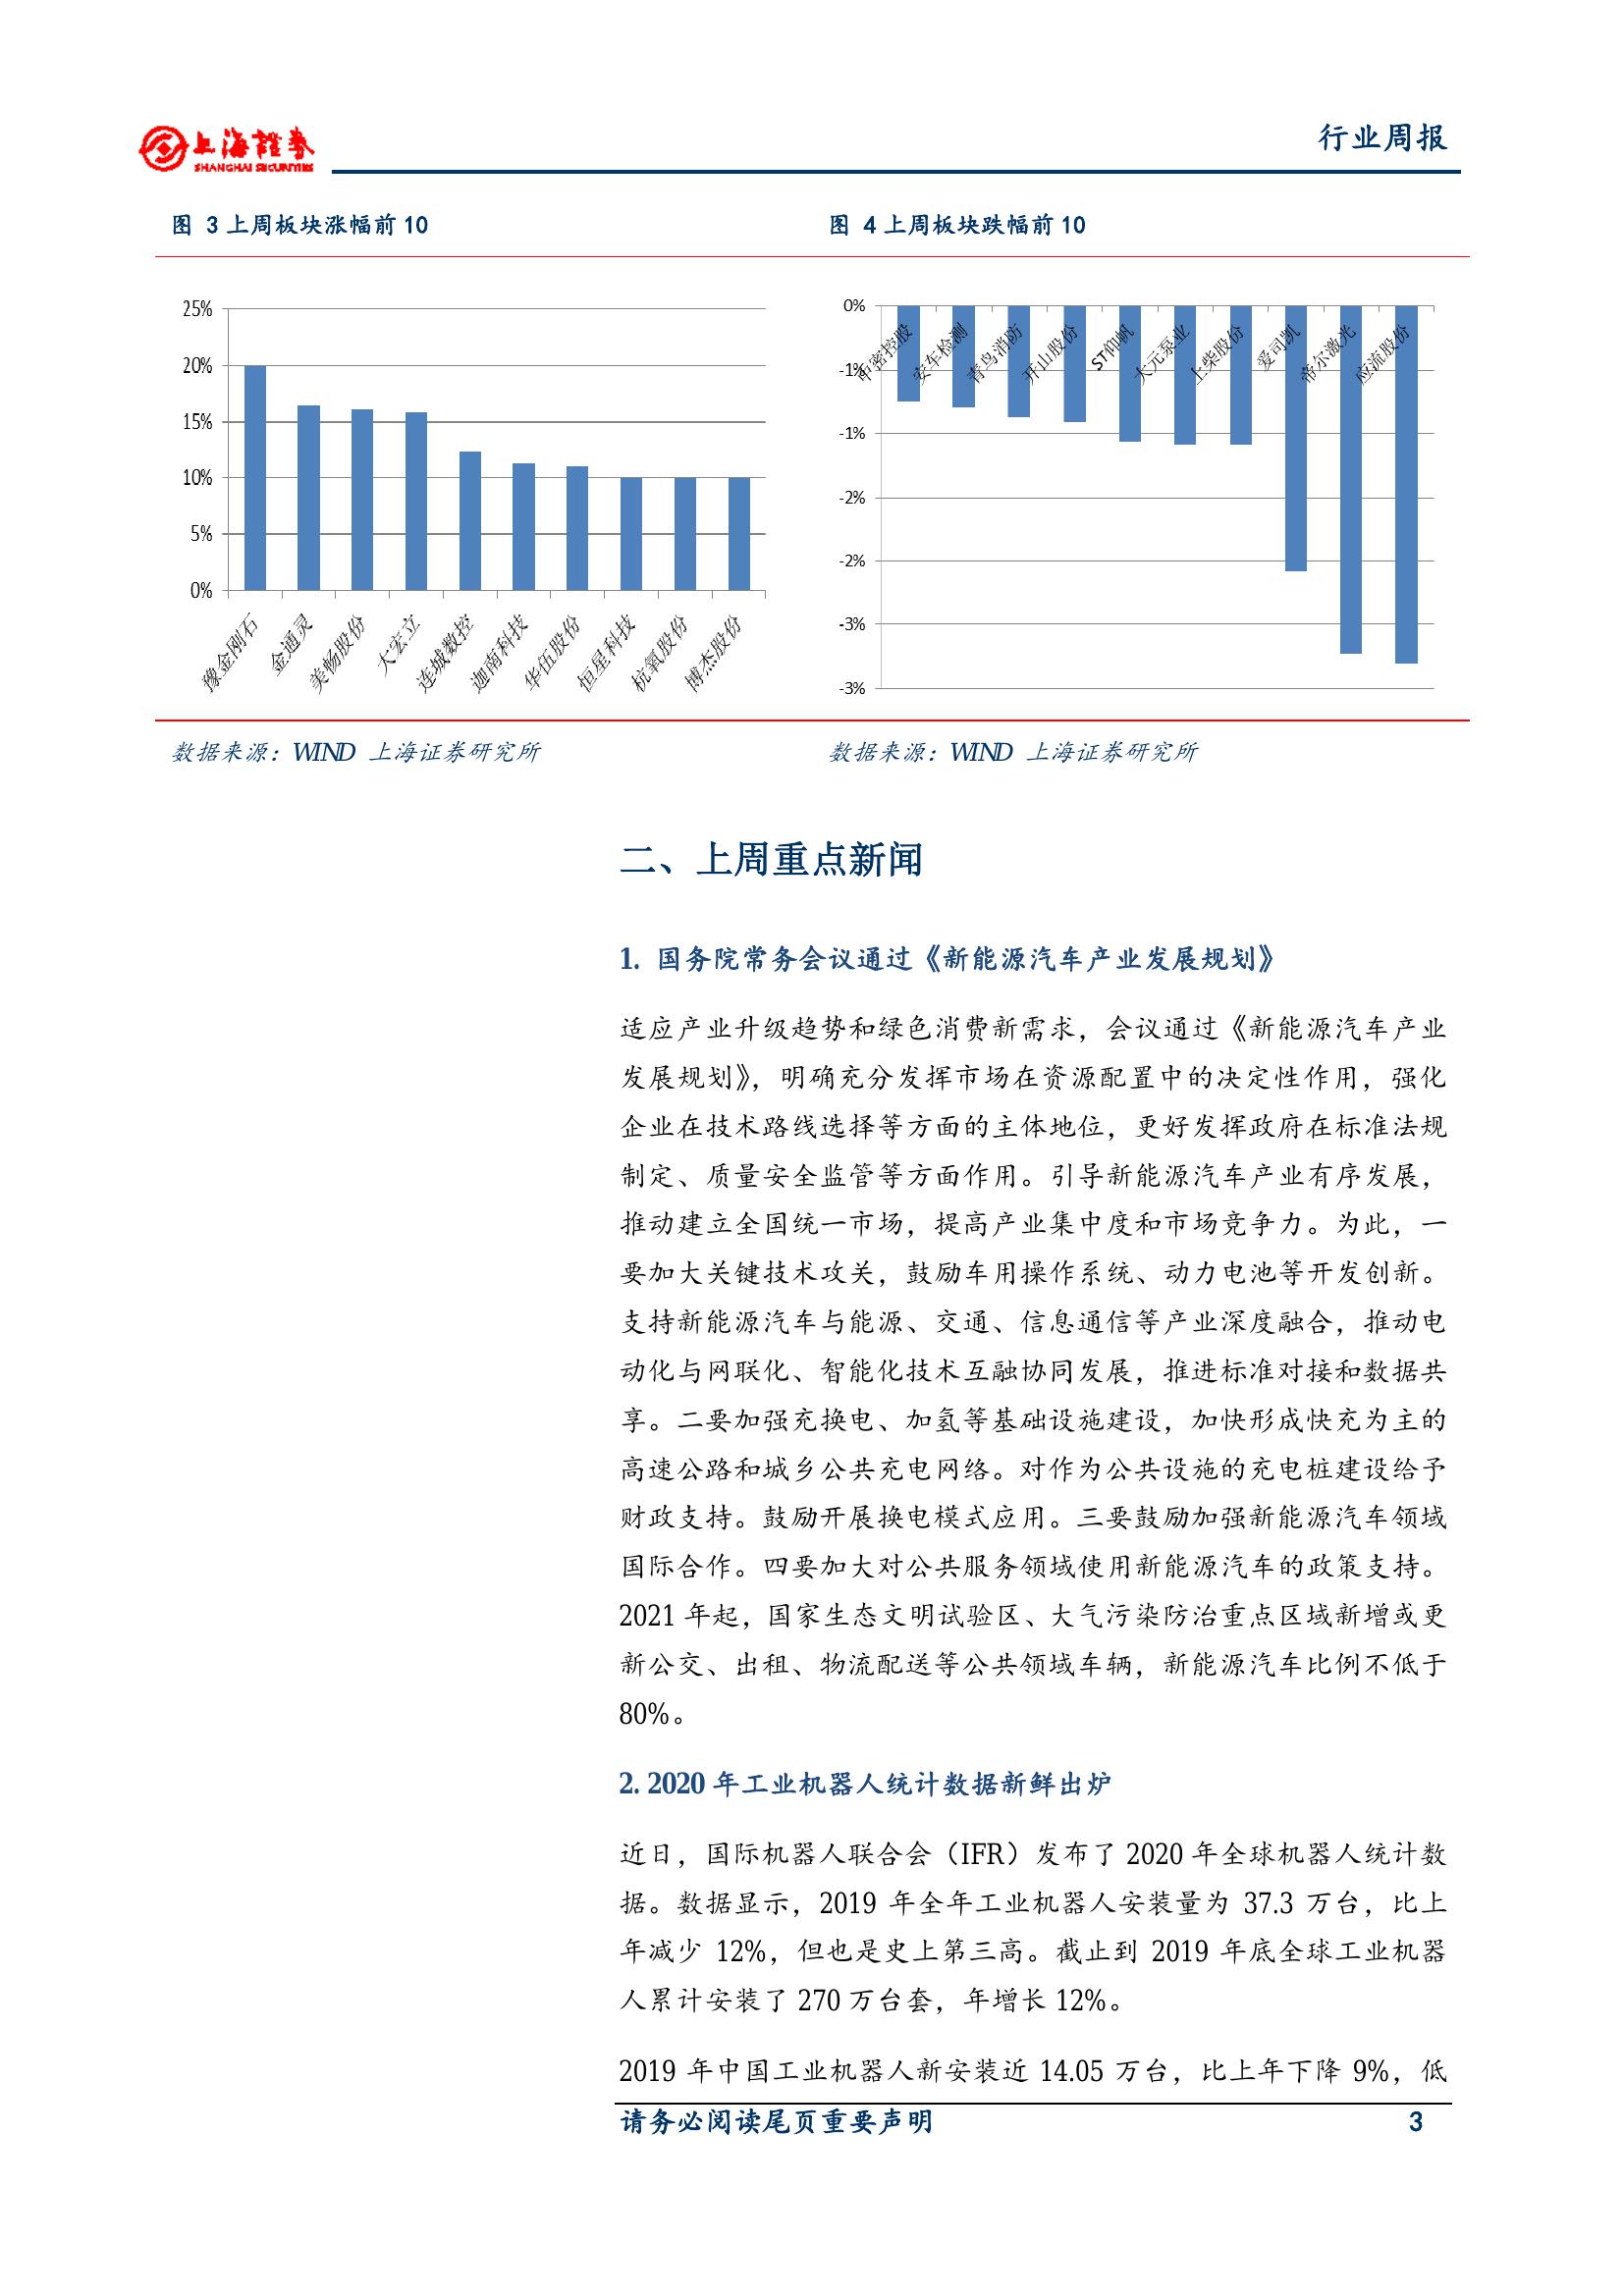 上海證券
SHANGHAI SECURITIES
行业周报
图 3 上周板块涨幅前 10
图 4 上周板块跌幅前 10
25%
20%
15%
10%
5%
0%
豫金刚石
金通灵
美畅股份
大宏立
连城数控
迦南科技
华伍股份
恒星科技
杭氧股份
博杰股份
0%
-1%
-1%
-2%
-2%
-3%
-3%
中密控股
安车检测
青鸟消防
开山股份
ST仰帆
大元泵业
上柴股份
爱司凯
帝尔激光
应流股份
数据来源：WIND 上海证券研究所
数据来源：WIND 上海证券研究所
二、上周重点新闻
1. 国务院常务会议通过《新能源汽车产业发展规划》
适应产业升级趋势和绿色消费新需求，会议通过《新能源汽车产业
发展规划》，明确充分发挥市场在资源配置中的决定性作用，强化
企业在技术路线选择等方面的主体地位，更好发挥政府在标准法规
制定、质量安全监管等方面作用。引导新能源汽车产业有序发展，
推动建立全国统一市场，提高产业集中度和市场竞争力。为此，一
要加大关键技术攻关，鼓励车用操作系统、动力电池等开发创新。
支持新能源汽车与能源、交通、信息通信等产业深度融合，推动电
动化与网联化、智能化技术互融协同发展，推进标准对接和数据共
享。二要加强充换电、加氢等基础设施建设，加快形成快充为主的
高速公路和城乡公共充电网络。对作为公共设施的充电桩建设给予
财政支持。鼓励开展换电模式应用。三要鼓励加强新能源汽车领域
国际合作。四要加大对公共服务领域使用新能源汽车的政策支持。
2021 年起，国家生态文明试验区、大气污染防治重点区域新增或更
新公交、出租、物流配送等公共领域车辆，新能源汽车比例不低于
80%。
2. 2020 年工业机器人统计数据新鲜出炉
近日，国际机器人联合会（IFR）发布了 2020 年全球机器人统计数
据。数据显示，2019 年全年工业机器人安装量为 37.3 万台，比上
年减少 12%，但也是史上第三高。截止到 2019 年底全球工业机器
人累计安装了 270 万台套，年增长 12%。
2019 年中国工业机器人新安装近 14.05 万台，比上年下降 9%，低
请务必阅读尾页重要声明
3